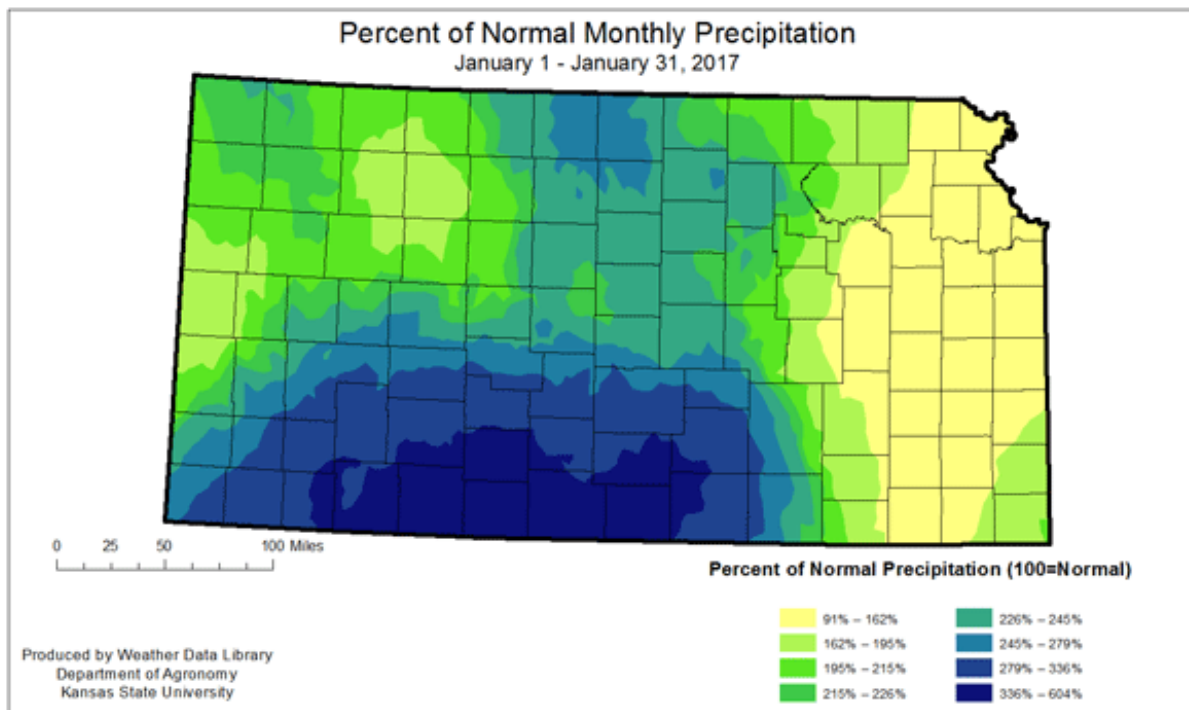 Percent of Normal Monthly Precipitation
January 1 - January 31, 2017
0 25 50 100 Miles
Percent of Normal Precipitation (100=Normal)
91% – 162%
162% – 195%
195% – 215%
215% – 226%
226% – 245%
245% – 279%
279% – 336%
336% – 604%
Produced by Weather Data Library
Department of Agronomy
Kansas State University